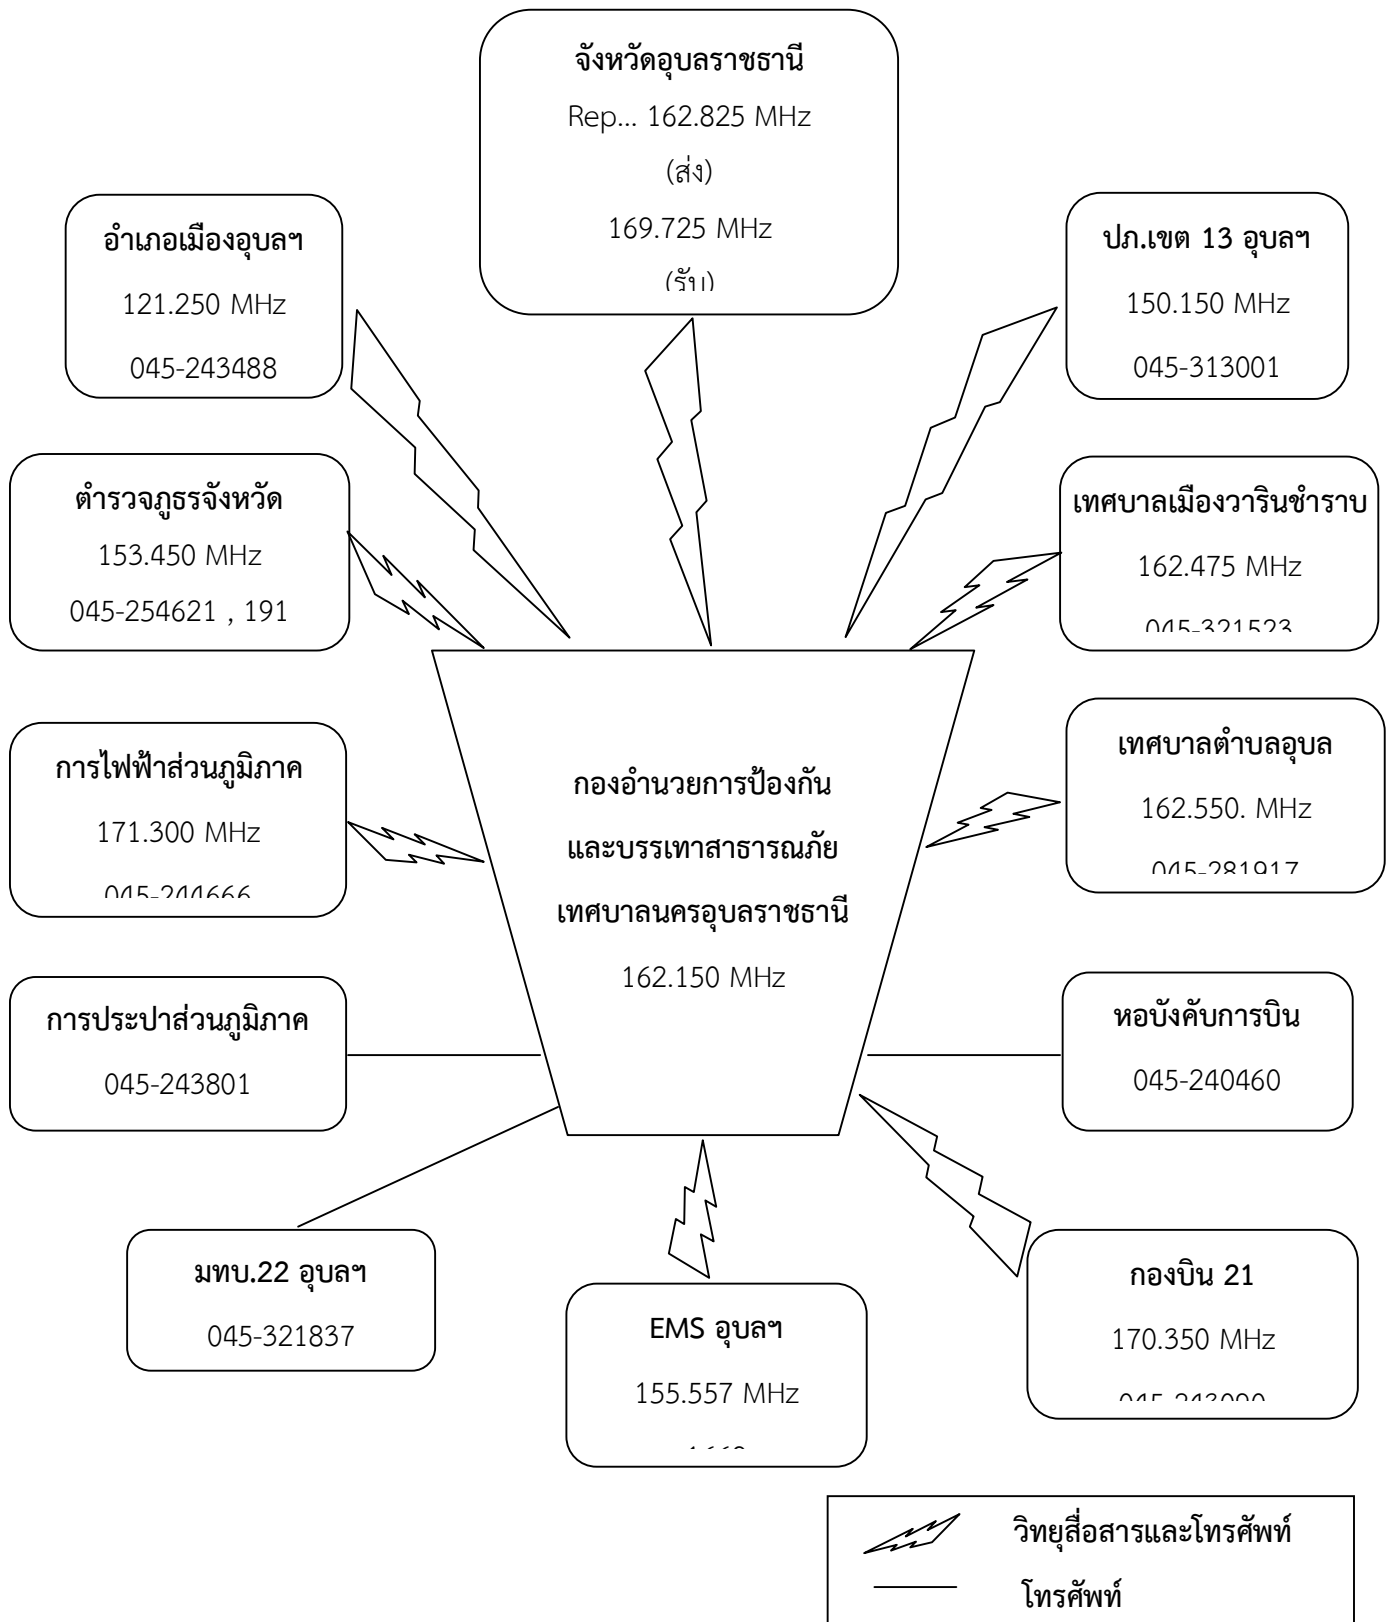 จังหวัดอุบลราชธานี
Rep... 162.825 MHz
(ส่ง)
169.725 MHz
(รับ)
อำเภอเมืองอุบลฯ
121.250 MHz
045-243488
ปภ.เขต 13 อุบลฯ
150.150 MHz
045-313001
ตำรวจภูธรจังหวัด
153.450 MHz
045-254621 , 191
เทศบาลเมืองวารินชำราบ
162.475 MHz
045-321523
การไฟฟ้าส่วนภูมิภาค
171.300 MHz
045-244666
กองอำนวยการป้องกัน
และบรรเทาสาธารณภัย
เทศบาลนครอุบลราชธานี
162.150 MHz
เทศบาลตำบลอุบล
162.550. MHz
045-281917
การประปาส่วนภูมิภาค
045-243801
หอบังคับการบิน
045-240460
มทบ.22 อุบลฯ
045-321837
EMS อุบลฯ
155.557 MHz
กองบิน 21
170.350 MHz
วิทยุสื่อสารและโทรศัพท์
โทรศัพท์